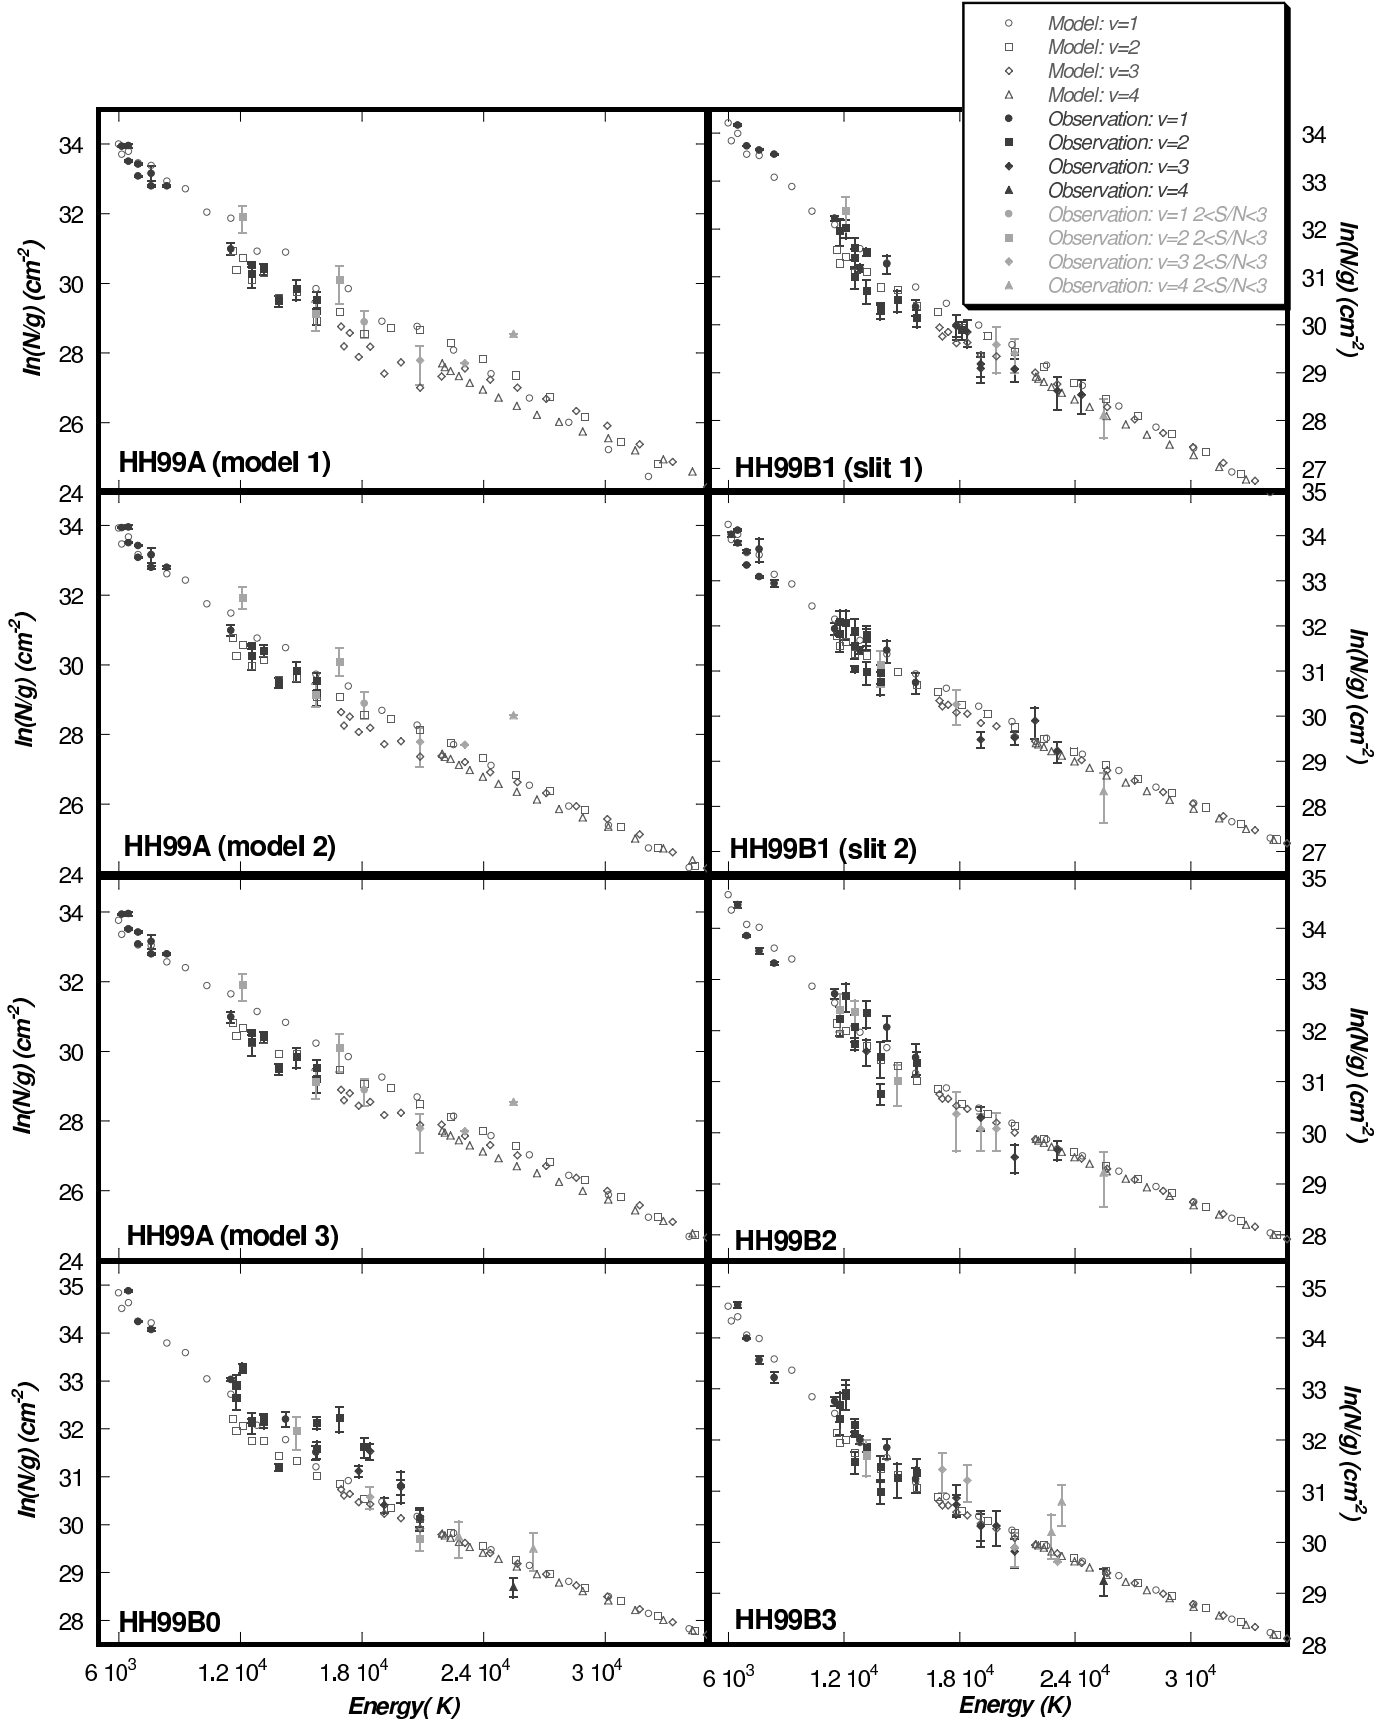 Model: v=1
Model: v=2
Model: v=3
Model: v=4
Observation: v=1
Observation: v=2
Observation: v=3
Observation: v=4
Observation: v=1 2<S/N<3
Observation: v=2 2<S/N<3
Observation: v=3 2<S/N<3
Observation: v=4 2<S/N<3
34
32
30
28
26
24
ln(N/g) (cm-2)
HH99A (model 1)
34
33
32
31
30
29
28
27
ln(N/g) (cm-2)
HH99B1 (slit 1)
34
32
30
28
26
24
ln(N/g) (cm-2)
HH99A (model 2)
35
34
33
32
31
30
29
28
27
ln(N/g) (cm-2)
HH99B1 (slit 2)
34
32
30
28
26
24
ln(N/g) (cm-2)
HH99A (model 3)
35
34
33
32
31
30
29
28
ln(N/g) (cm-2)
HH99B2
35
34
33
32
31
30
29
28
ln(N/g) (cm-2)
HH99B0
35
34
33
32
31
30
29
28
ln(N/g) (cm-2)
HH99B3
6 10³ 1.2 10⁴ 1.8 10⁴ 2.4 10⁴ 3 10⁴
Energy( K)
6 10³ 1.2 10⁴ 1.8 10⁴ 2.4 10⁴ 3 10⁴
Energy (K)